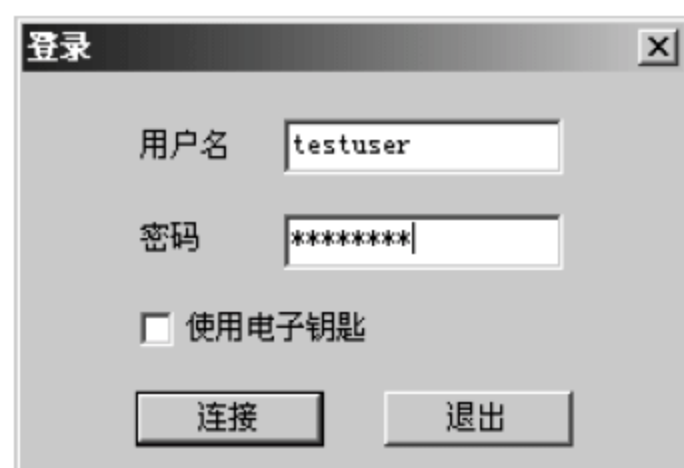 登录
用户名 testuser
密码 ********
使用电子钥匙
连接 退出